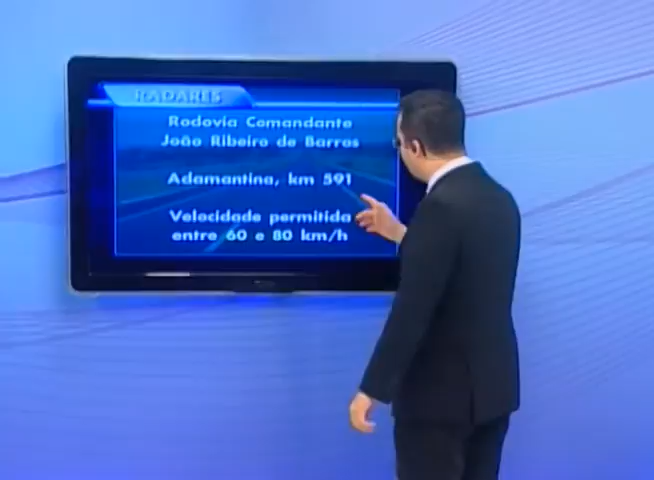 RADARES
Rodovia Comandante
João Ribeiro de Barros
Adamantina, km 591
Velocidade permitida
entre 60 e 80 km/h